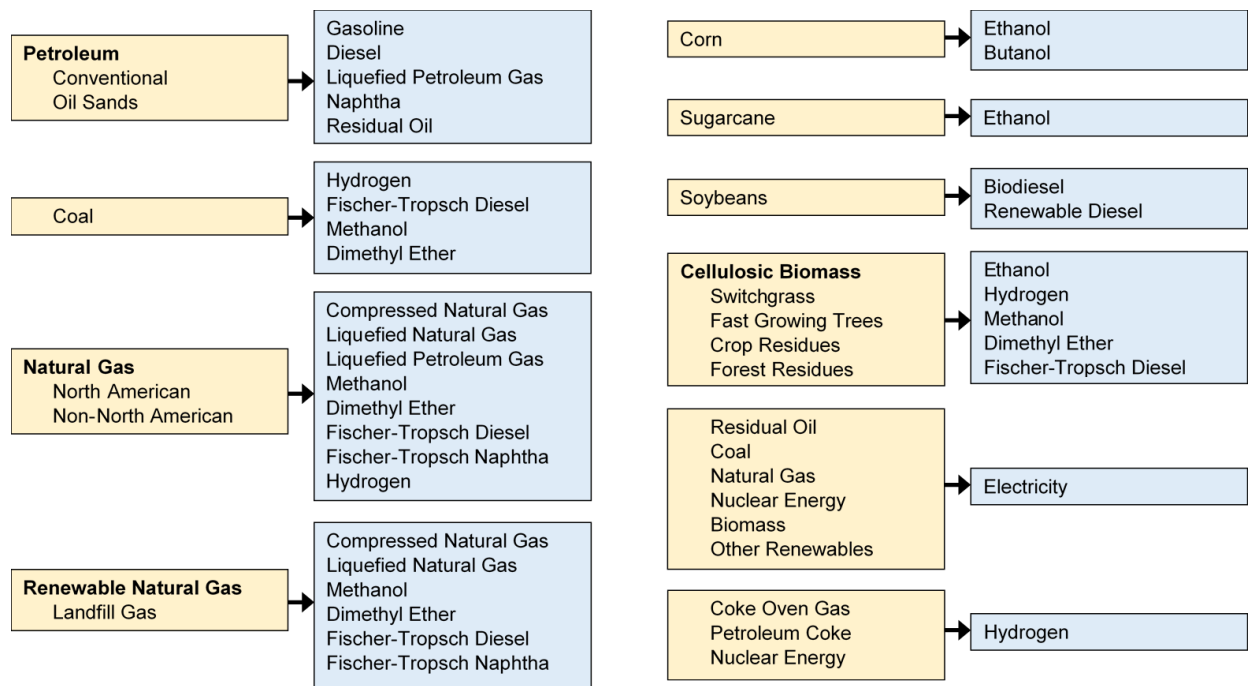 Petroleum
Conventional
Oil Sands
Gasoline
Diesel
Liquefied Petroleum Gas
Naphtha
Residual Oil
Coal
Hydrogen
Fischer-Tropsch Diesel
Methanol
Dimethyl Ether
Natural Gas
North American
Non-North American
Compressed Natural Gas
Liquefied Natural Gas
Liquefied Petroleum Gas
Methanol
Dimethyl Ether
Fischer-Tropsch Diesel
Fischer-Tropsch Naphtha
Hydrogen
Renewable Natural Gas
Landfill Gas
Compressed Natural Gas
Liquefied Natural Gas
Methanol
Dimethyl Ether
Fischer-Tropsch Diesel
Fischer-Tropsch Naphtha
Corn
Ethanol
Butanol
Sugarcane
Ethanol
Soybeans
Biodiesel
Renewable Diesel
Cellulosic Biomass
Switchgrass
Fast Growing Trees
Crop Residues
Forest Residues
Ethanol
Hydrogen
Methanol
Dimethyl Ether
Fischer-Tropsch Diesel
Residual Oil
Coal
Natural Gas
Nuclear Energy
Biomass
Other Renewables
Electricity
Coke Oven Gas
Petroleum Coke
Nuclear Energy
Hydrogen